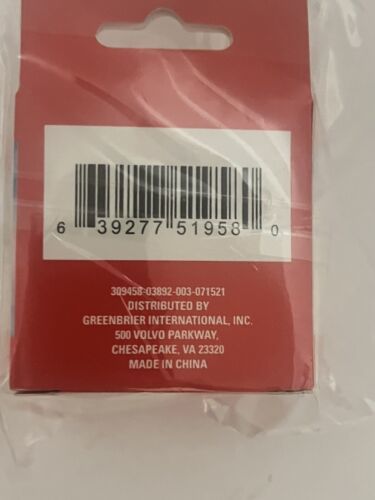 6 39277 51958 0
309458-03892-003-071521
DISTRIBUTED BY
GREENBRIER INTERNATIONAL, INC.
500 VOLVO PARKWAY,
CHESAPEAKE, VA 23320
MADE IN CHINA